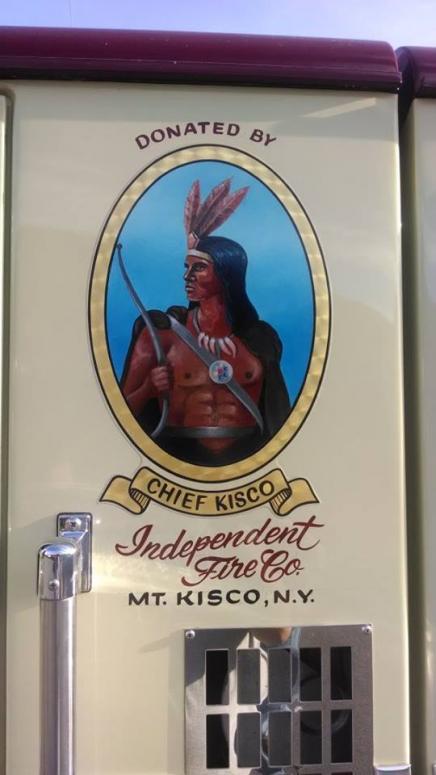 DONATED BY
CHIEF KISCO
Independent
Fire Co.
MT. KISCO, N.Y.